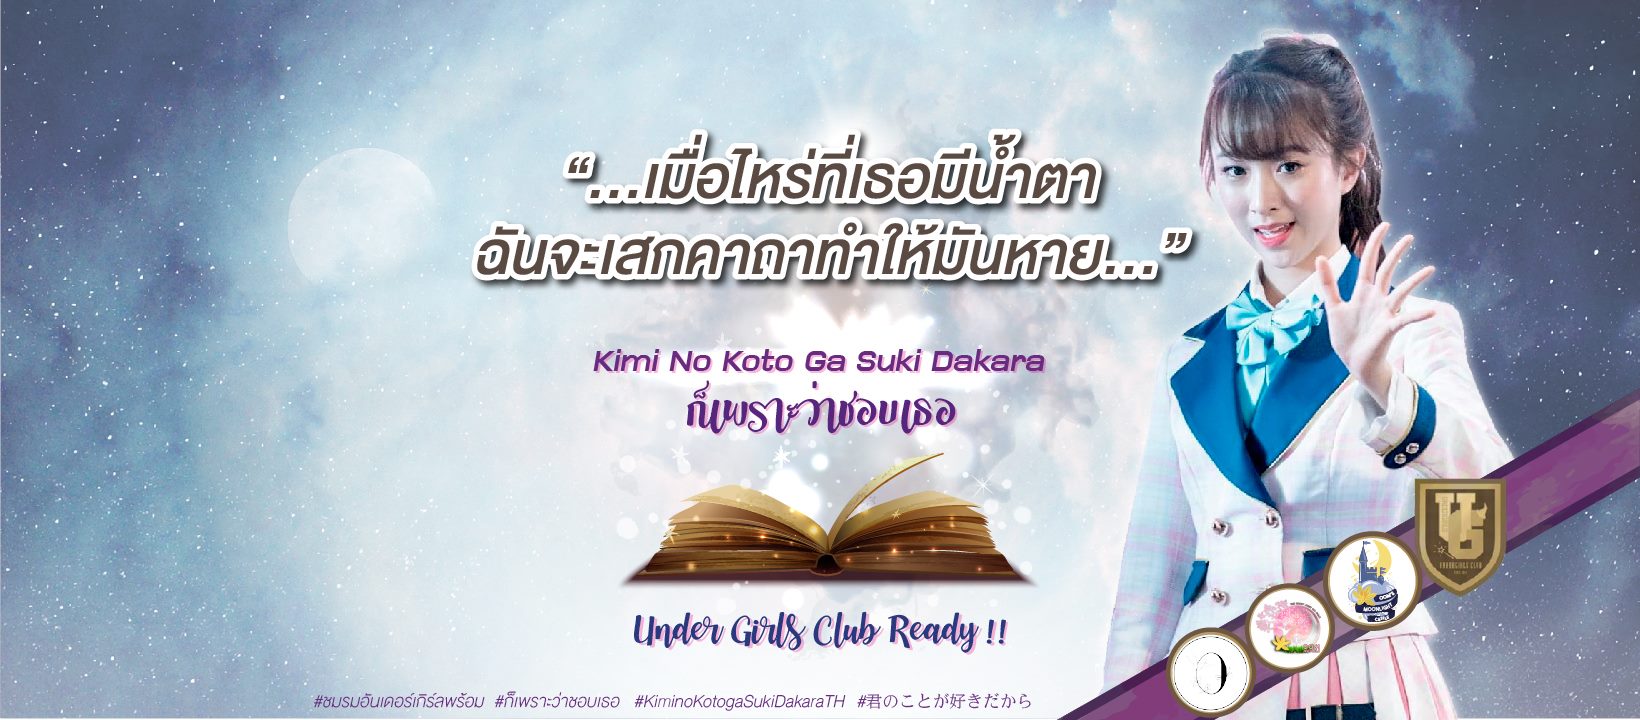 “...เมื่อไหร่ที่เธอมีน้ำตา
ฉันจะเสกคาถาทำให้มันหาย...”
Kimi No Koto Ga Suki Dakara
ก็เพราะว่าชอบเธอ
Under Girls Club Ready !!
UG
UNDERGIRLS CLUB
MOONLIGHT
#ชมรมอันเดอร์เกิร์ลพร้อม #ก็เพราะว่าชอบเธอ #KiminoKotogaSukiDakaraTH #君のことが好きだから